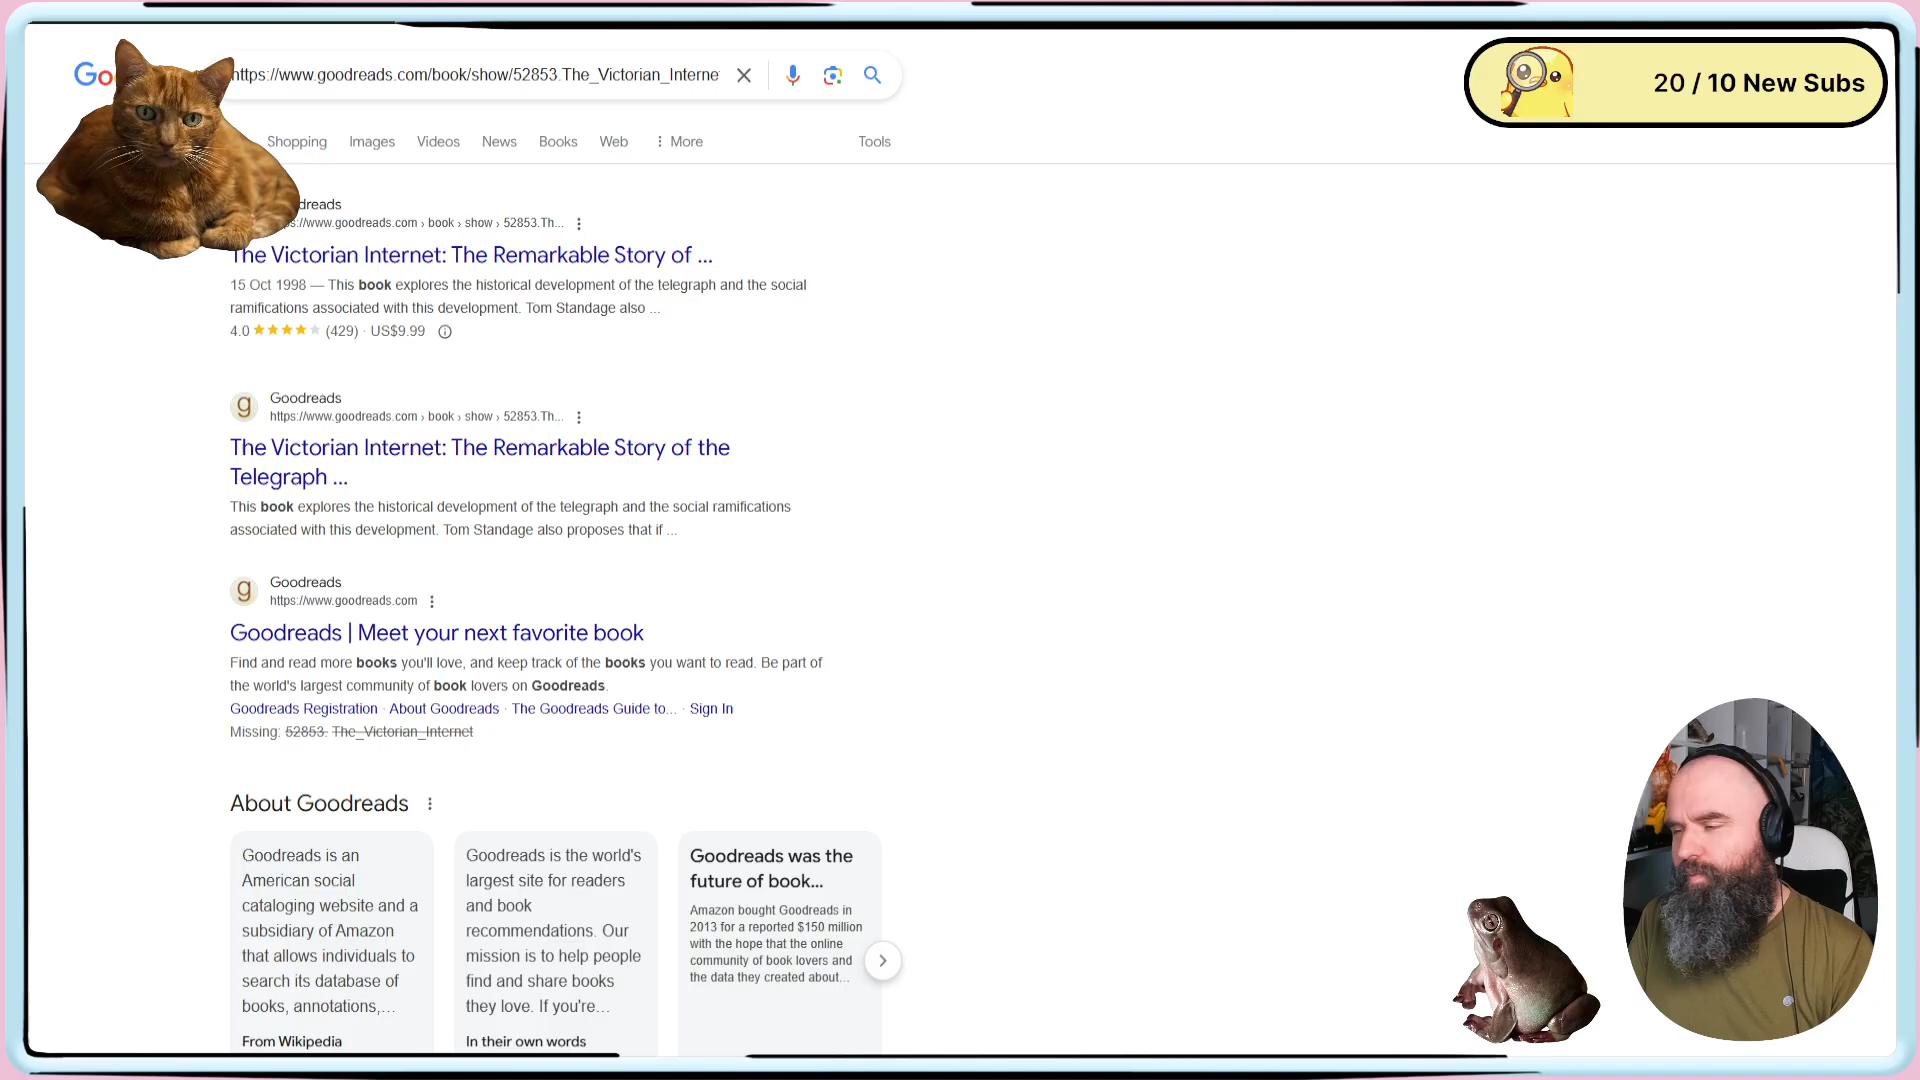 Go
https://www.goodreads.com/book/show/52853.The_Victorian_Interne
20 / 10 New Subs
Shopping Images Videos News Books Web More Tools
dreads
://www.goodreads.com › book › show › 52853.Th...
The Victorian Internet: The Remarkable Story of ...
15 Oct 1998 — This book explores the historical development of the telegraph and the social
ramifications associated with this development. Tom Standage also ...
4.0 (429) · US$9.99
g
Goodreads
https://www.goodreads.com › book › show › 52853.Th...
The Victorian Internet: The Remarkable Story of the
Telegraph ...
This book explores the historical development of the telegraph and the social ramifications
associated with this development. Tom Standage also proposes that if ...
g
Goodreads
https://www.goodreads.com
Goodreads | Meet your next favorite book
Find and read more books you'll love, and keep track of the books you want to read. Be part of
the world's largest community of book lovers on Goodreads.
Goodreads Registration · About Goodreads · The Goodreads Guide to... · Sign In
Missing: 52853. The_Victorian_Internet
About Goodreads
Goodreads is an
American social
cataloging website and a
subsidiary of Amazon
that allows individuals to
search its database of
books, annotations,...
From Wikipedia
Goodreads is the world's
largest site for readers
and book
recommendations. Our
mission is to help people
find and share books
they love. If you're...
In their own words
Goodreads was the
future of book...
Amazon bought Goodreads in
2013 for a reported $150 million
with the hope that the online
community of book lovers and
the data they created about...